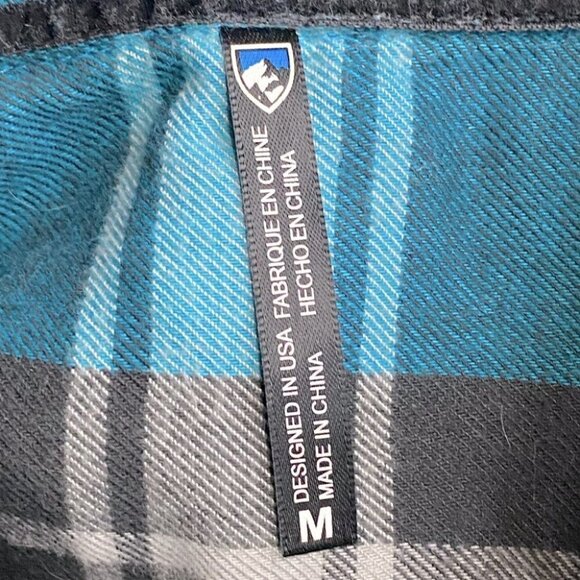 M
DESIGNED IN USA FABRIQUE EN CHINE
MADE IN CHINA HECHO EN CHINA